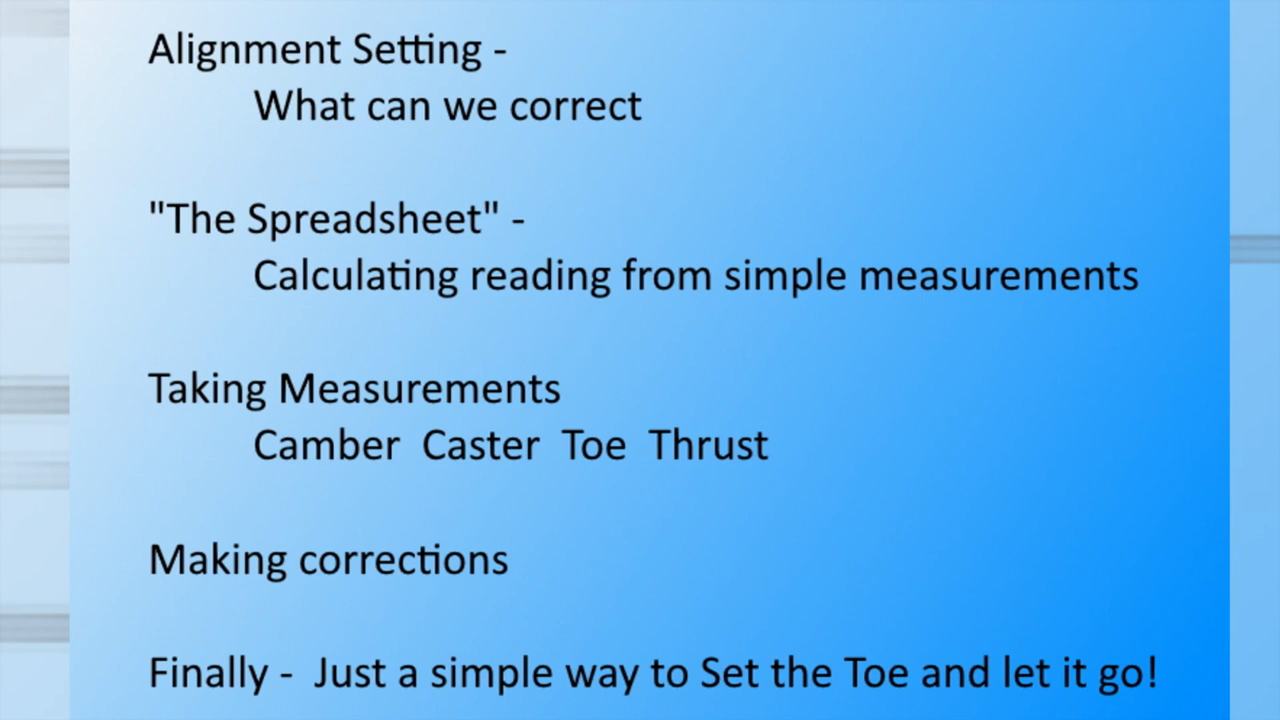 Alignment Setting -
What can we correct
"The Spreadsheet" -
Calculating reading from simple measurements
Taking Measurements
Camber  Caster  Toe  Thrust
Making corrections
Finally -  Just a simple way to Set the Toe and let it go!